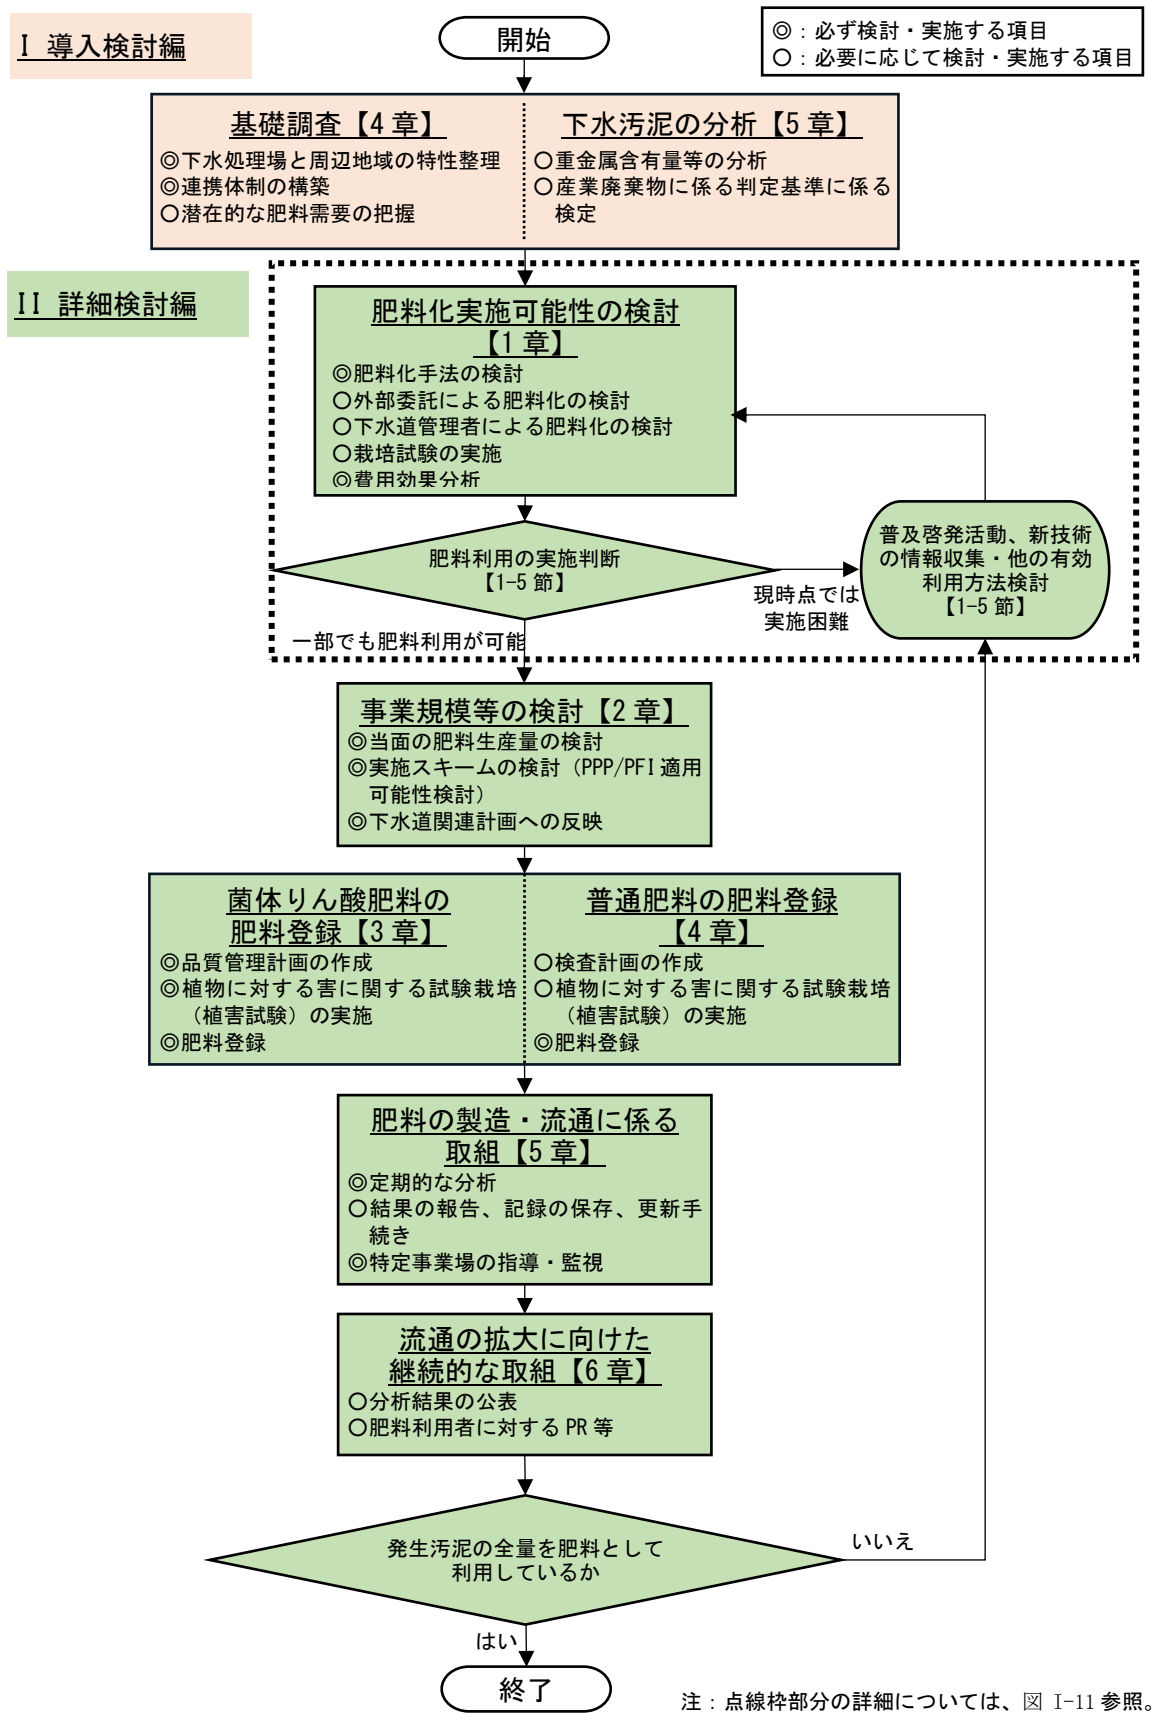 I 導入検討編
開始
◎：必ず検討・実施する項目
〇：必要に応じて検討・実施する項目
基礎調査【4 章】
◎下水処理場と周辺地域の特性整理
◎連携体制の構築
〇潜在的な肥料需要の把握
下水汚泥の分析【5 章】
〇重金属含有量等の分析
〇産業廃棄物に係る判定基準に係る
検定
II 詳細検討編
肥料化実施可能性の検討
【1 章】
◎肥料化手法の検討
〇外部委託による肥料化の検討
〇下水道管理者による肥料化の検討
〇栽培試験の実施
◎費用効果分析
肥料利用の実施判断
【1-5 節】
現時点では
実施困難
普及啓発活動、新技術
の情報収集・他の有効
利用方法検討
【1-5 節】
一部でも肥料利用が可能
事業規模等の検討【2 章】
◎当面の肥料生産量の検討
◎実施スキームの検討（PPP/PFI 適用
可能性検討）
◎下水道関連計画への反映
菌体りん酸肥料の
肥料登録【3 章】
◎品質管理計画の作成
◎植物に対する害に関する試験栽培
（植害試験）の実施
◎肥料登録
普通肥料の肥料登録
【4 章】
〇検査計画の作成
〇植物に対する害に関する試験栽培
（植害試験）の実施
◎肥料登録
肥料の製造・流通に係る
取組【5 章】
◎定期的な分析
〇結果の報告、記録の保存、更新手
続き
◎特定事業場の指導・監視
流通の拡大に向けた
継続的な取組【6 章】
〇分析結果の公表
〇肥料利用者に対する PR 等
発生汚泥の全量を肥料として
利用しているか
いいえ
はい
終了
注：点線枠部分の詳細については、図 I-11 参照。